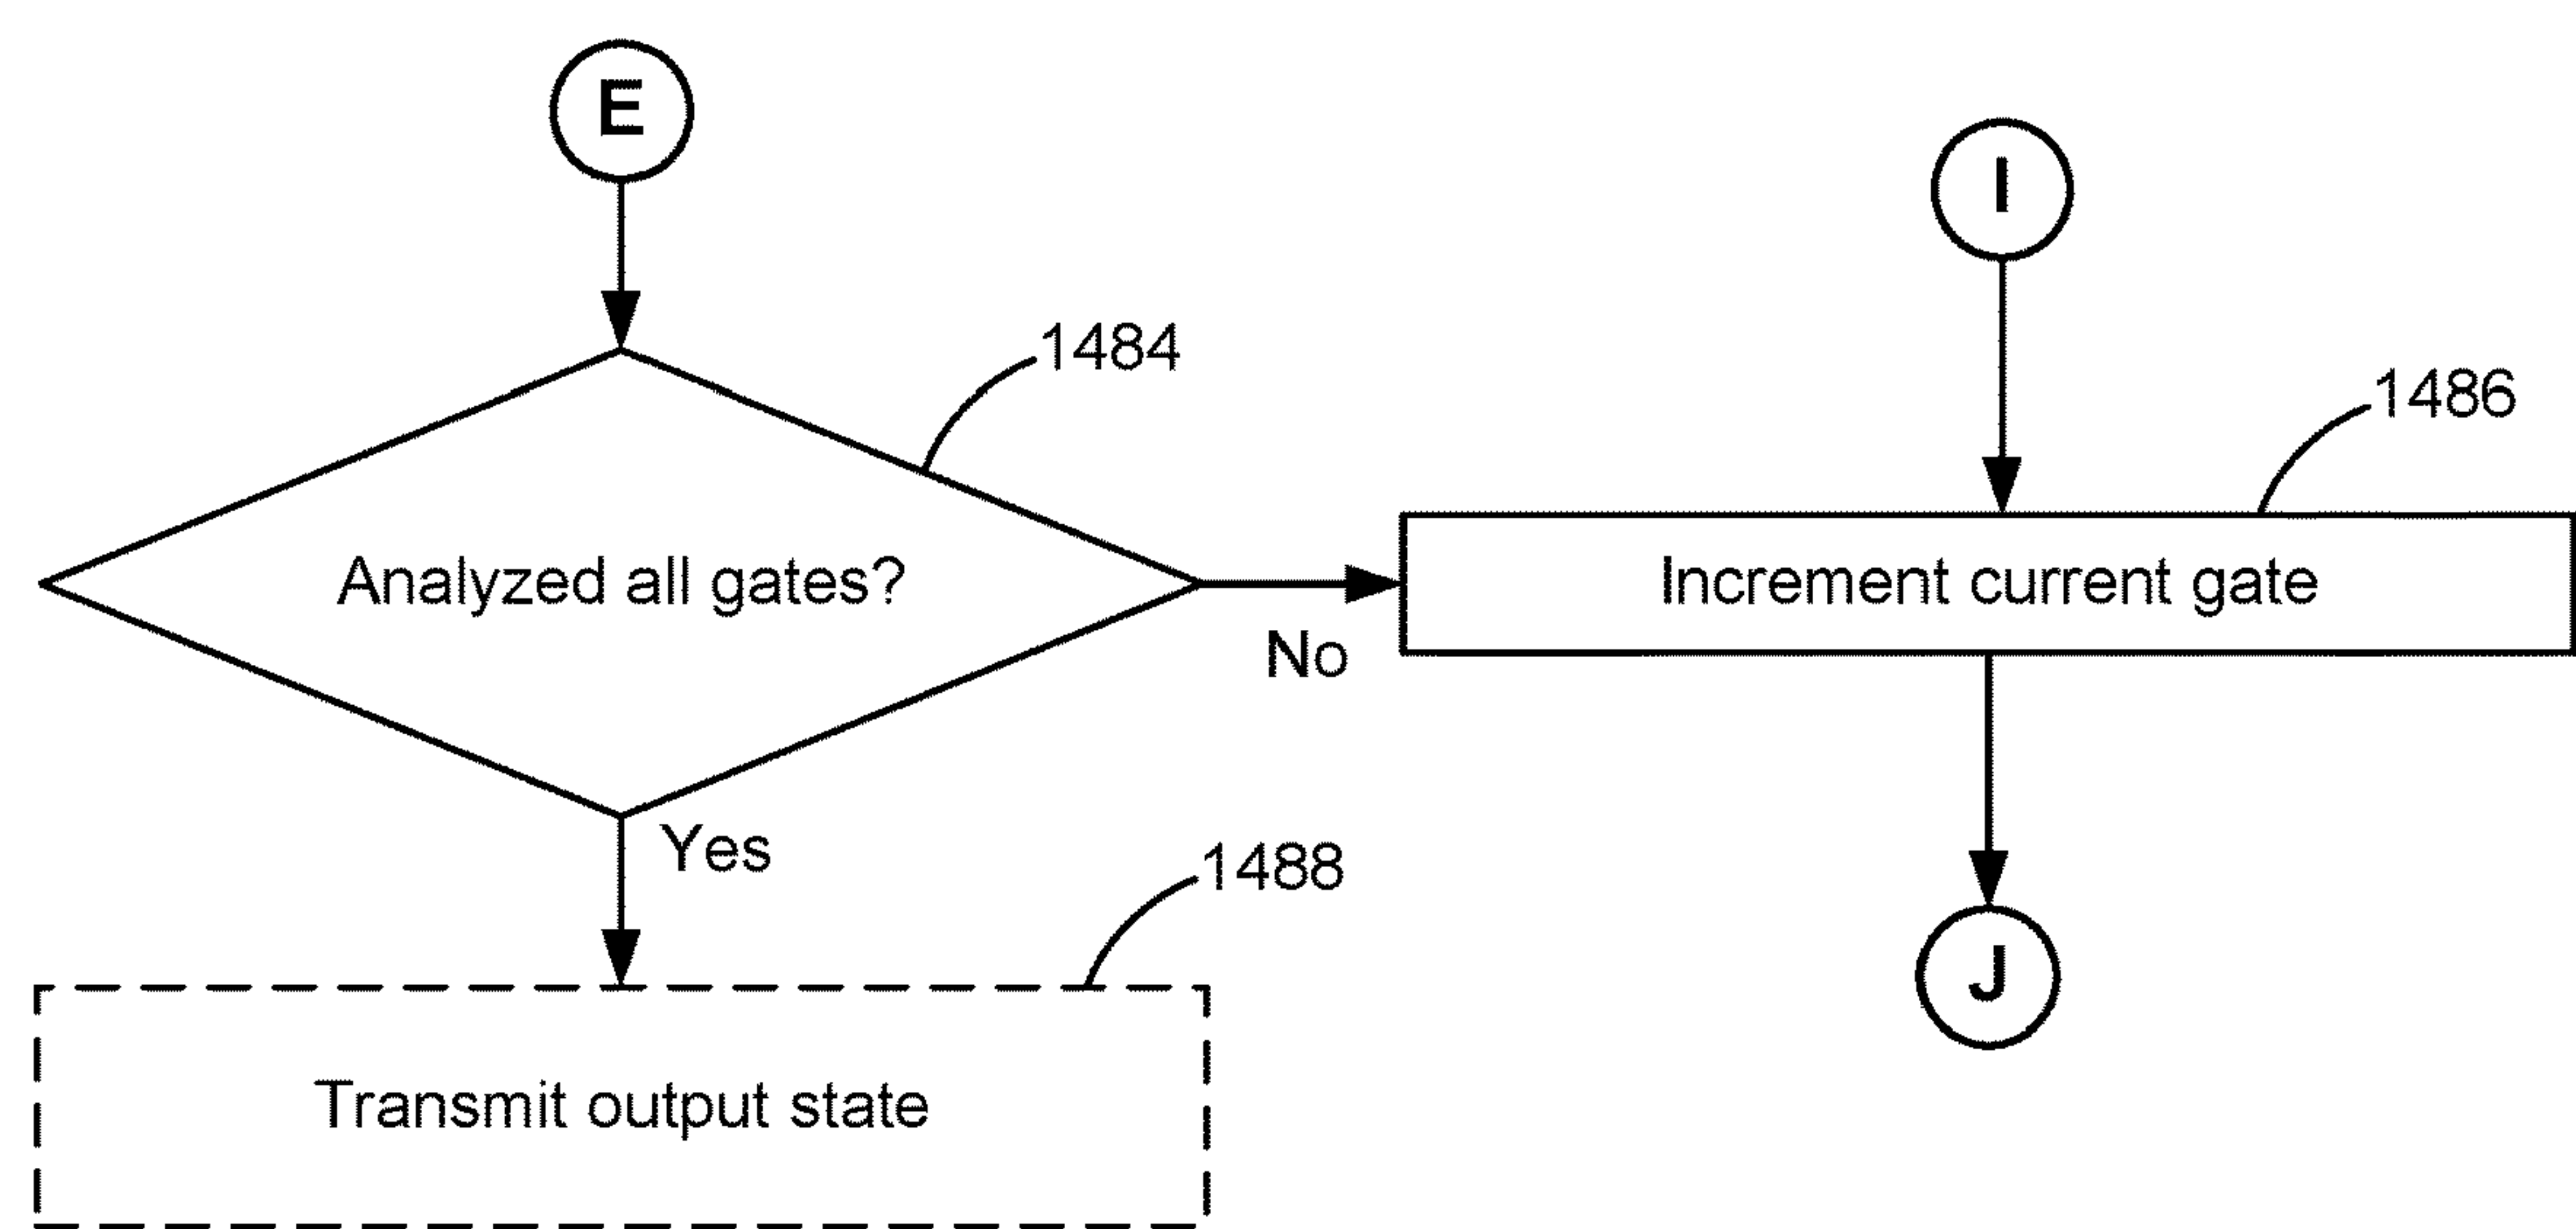 E
I
1484
1486
Analyzed all gates?
Increment current gate
No
Yes
1488
J
Transmit output state